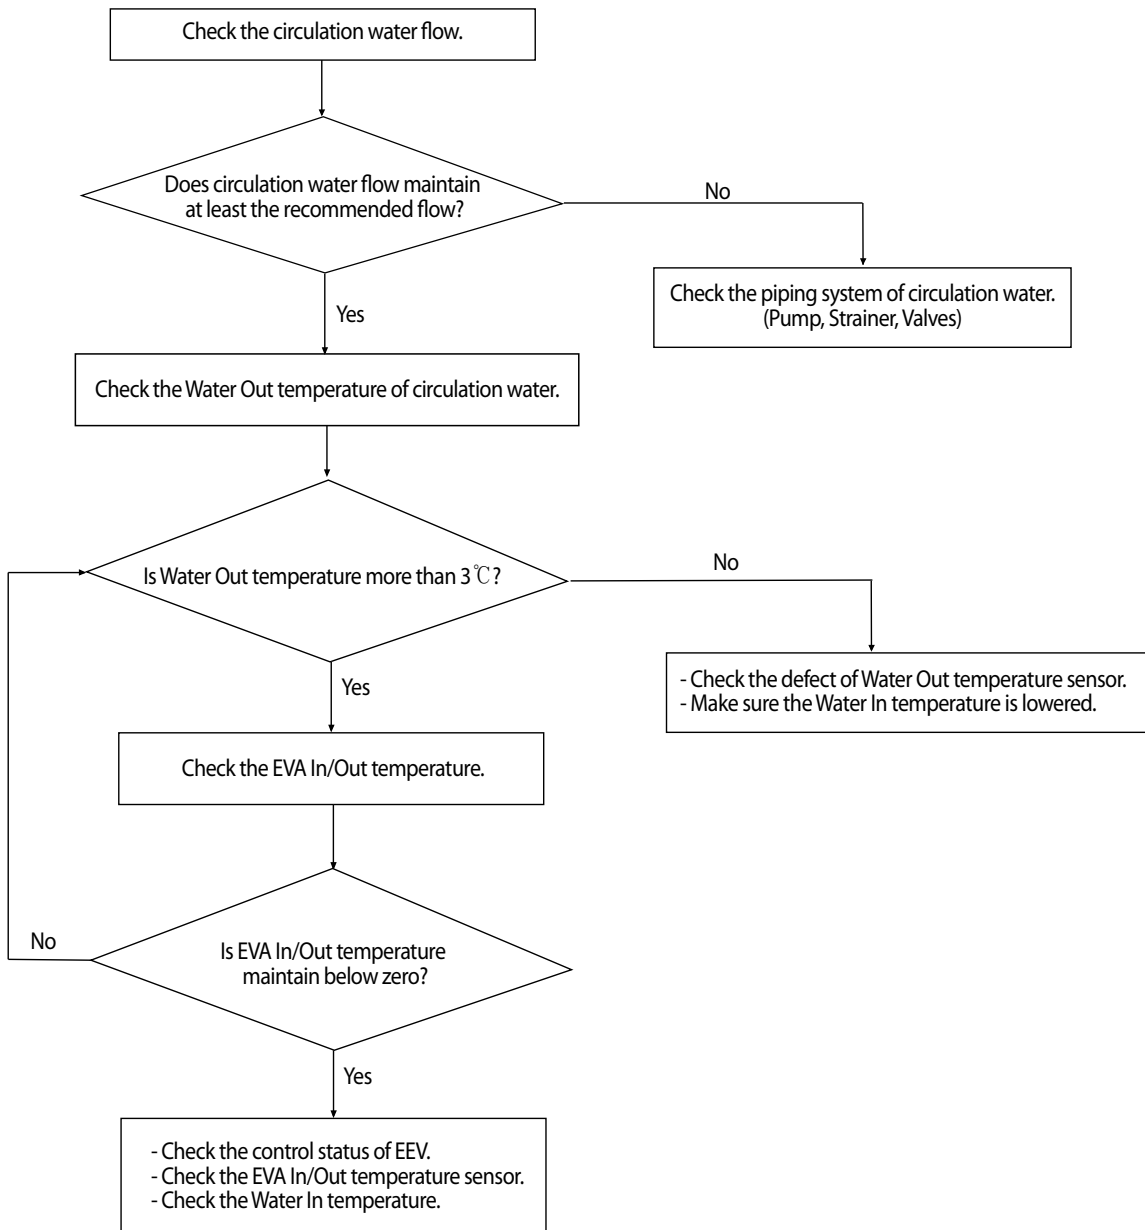 Check the circulation water flow.
Does circulation water flow maintain
at least the recommended flow?
No
Check the piping system of circulation water.
(Pump, Strainer, Valves)
Yes
Check the Water Out temperature of circulation water.
Is Water Out temperature more than 3℃?
No
- Check the defect of Water Out temperature sensor.
- Make sure the Water In temperature is lowered.
Yes
Check the EVA In/Out temperature.
Is EVA In/Out temperature
maintain below zero?
No
Yes
- Check the control status of EEV.
- Check the EVA In/Out temperature sensor.
- Check the Water In temperature.